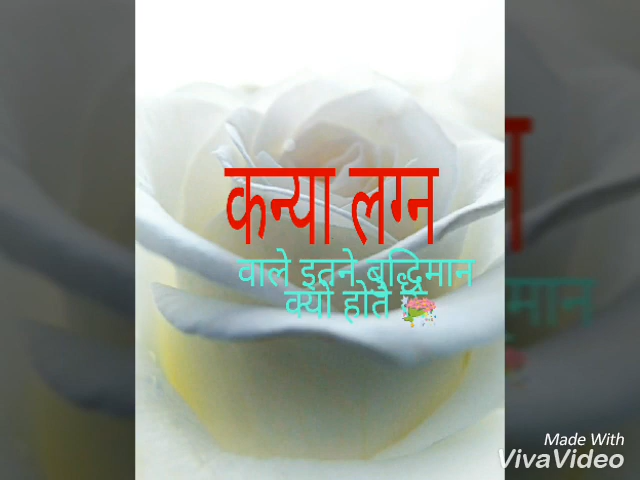 कन्या लग्न
वाले इतने बुद्धिमान
क्यों होते
Made With
VivaVideo